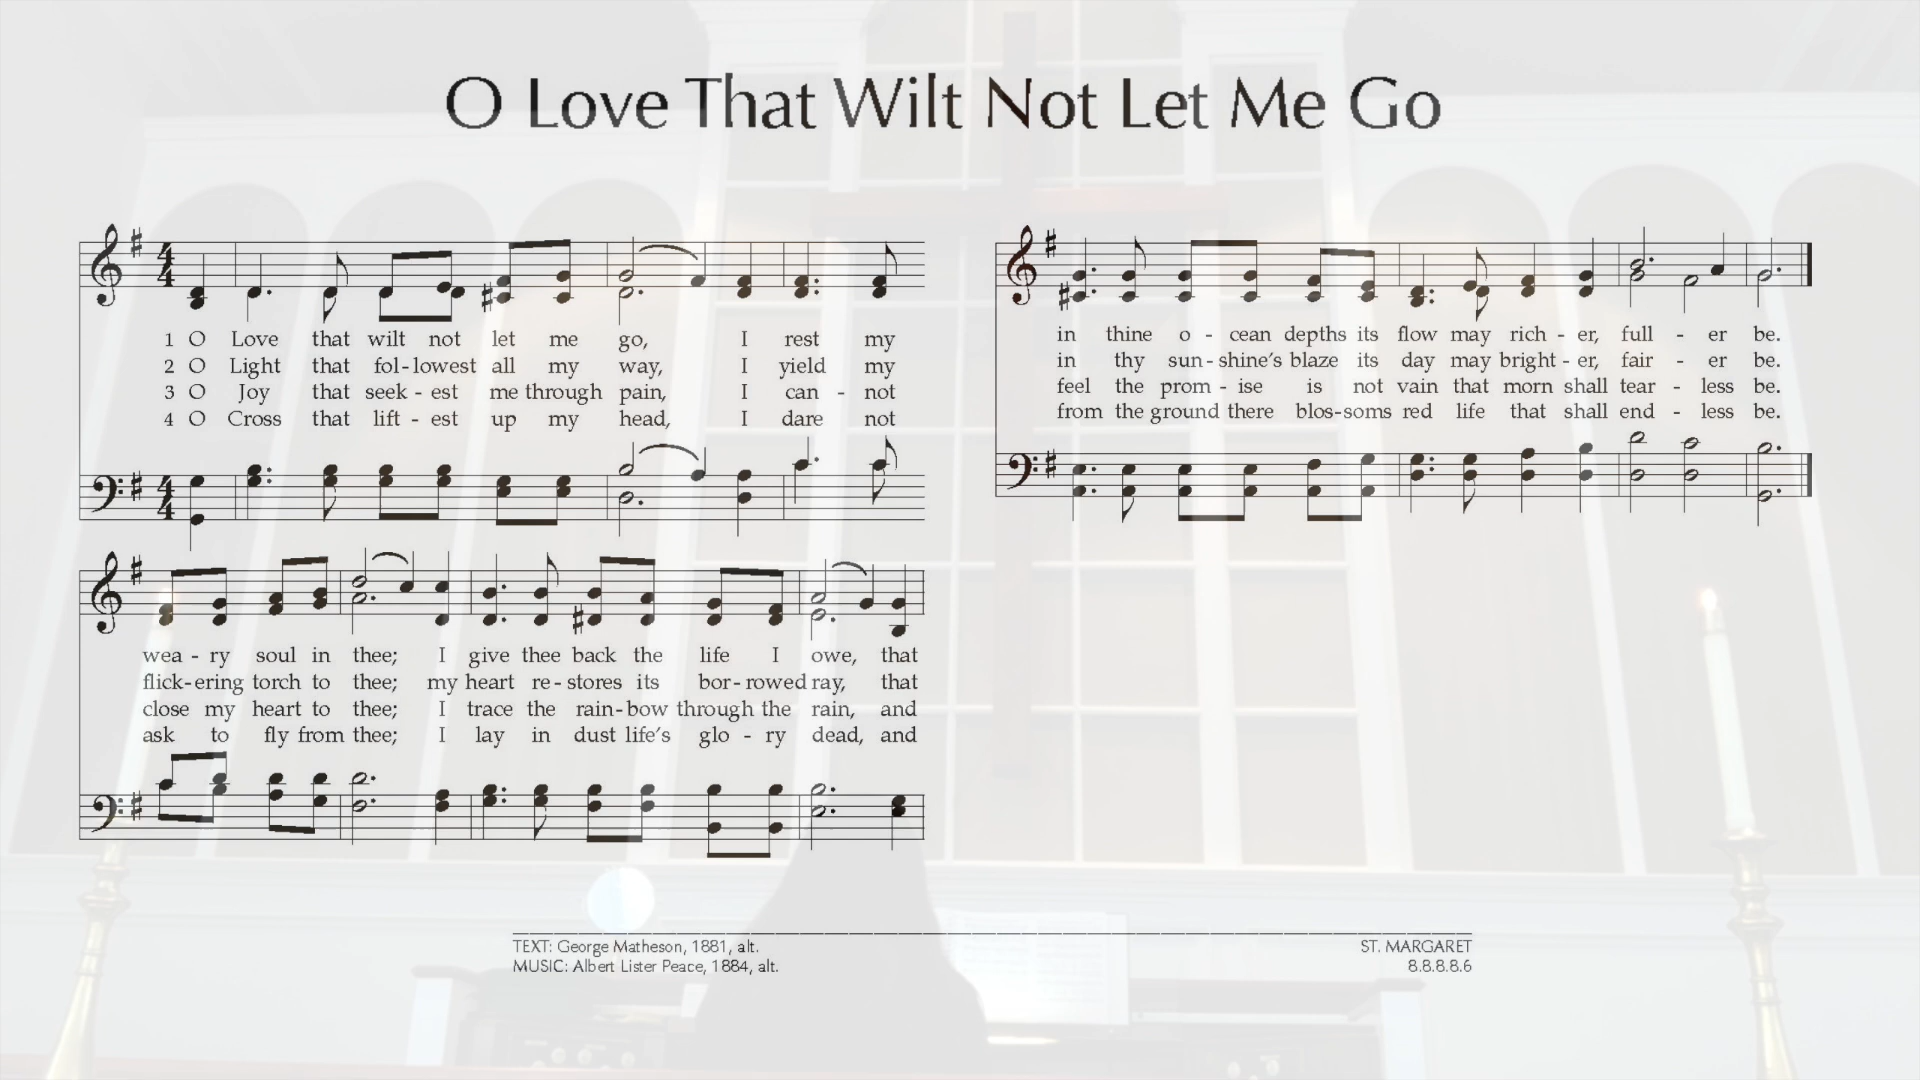 O Love That Wilt Not Let Me Go
1 O Love that wilt not let me go, I rest my
2 O Light that fol-lowest all my way, I yield my
3 O Joy that seek - est me through pain, I can - not
4 O Cross that lift - est up my head, I dare not
wea - ry soul in thee; I give thee back the life I owe, that
flick-ering torch to thee; my heart re - stores its bor - rowed ray, that
close my heart to thee; I trace the rain - bow through the rain, and
ask to fly from thee; I lay in dust life's glo - ry dead, and
in thine o - cean depths its flow may rich - er, full - er be.
in thy sun - shine's blaze its day may bright - er, fair - er be.
feel the prom - ise is not vain that morn shall tear - less be.
from the ground there blos-soms red life that shall end - less be.
TEXT: George Matheson, 1881, alt.
MUSIC: Albert Lister Peace, 1884, alt.
ST. MARGARET
8.8.8.8.6